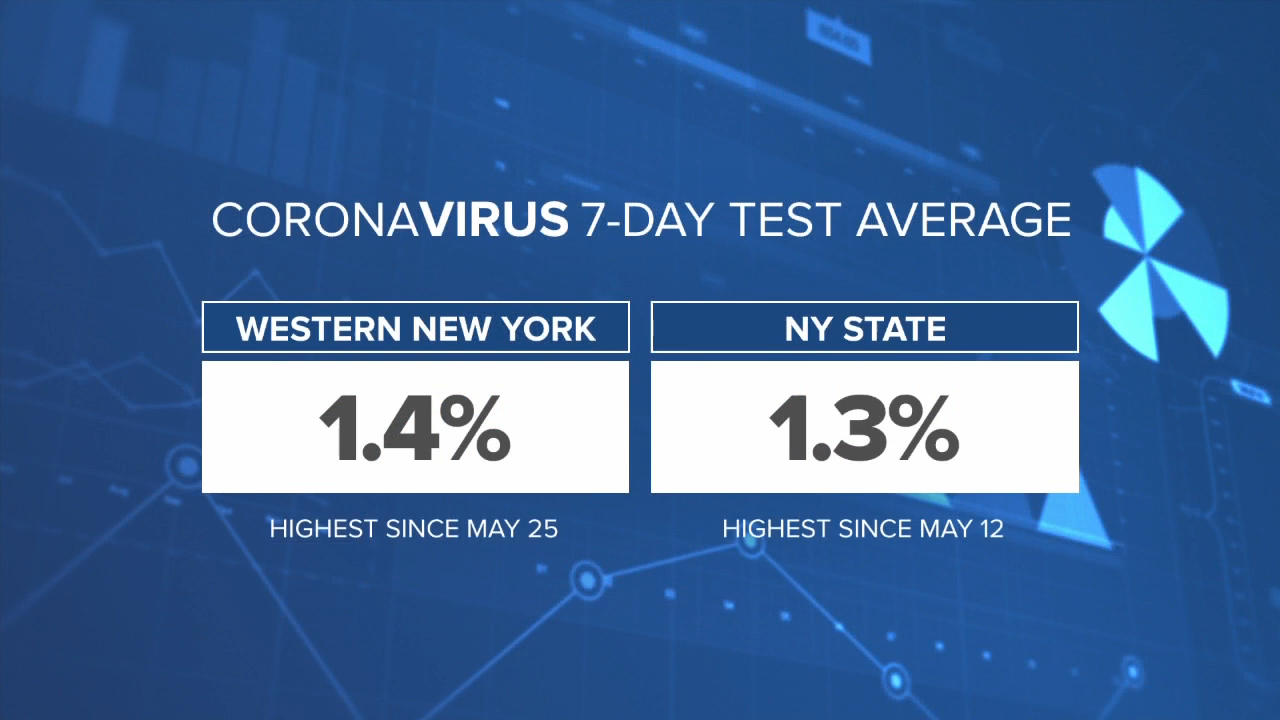 CORONAVIRUS 7-DAY TEST AVERAGE
WESTERN NEW YORK
NY STATE
1.4%
1.3%
HIGHEST SINCE MAY 25
HIGHEST SINCE MAY 12